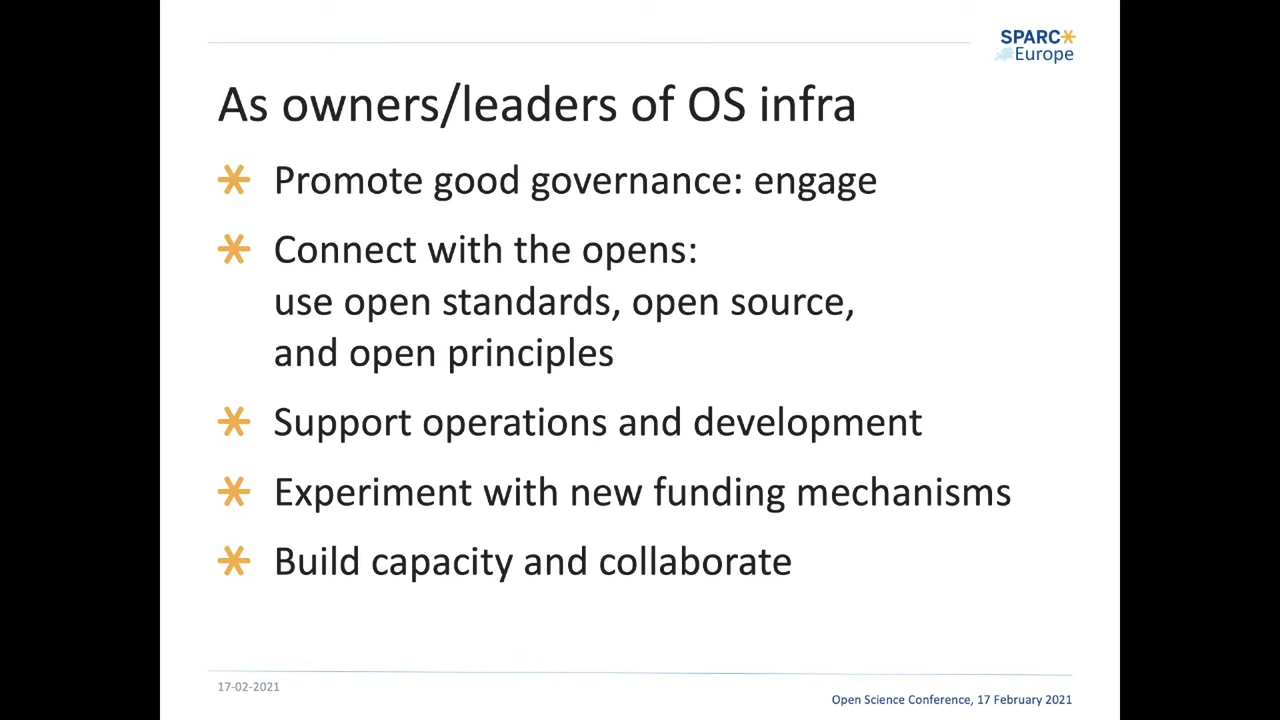 SPARC
Europe
As owners/leaders of OS infra
Promote good governance: engage
Connect with the opens:
use open standards, open source,
and open principles
Support operations and development
Experiment with new funding mechanisms
Build capacity and collaborate
17-02-2021
Open Science Conference, 17 February 2021